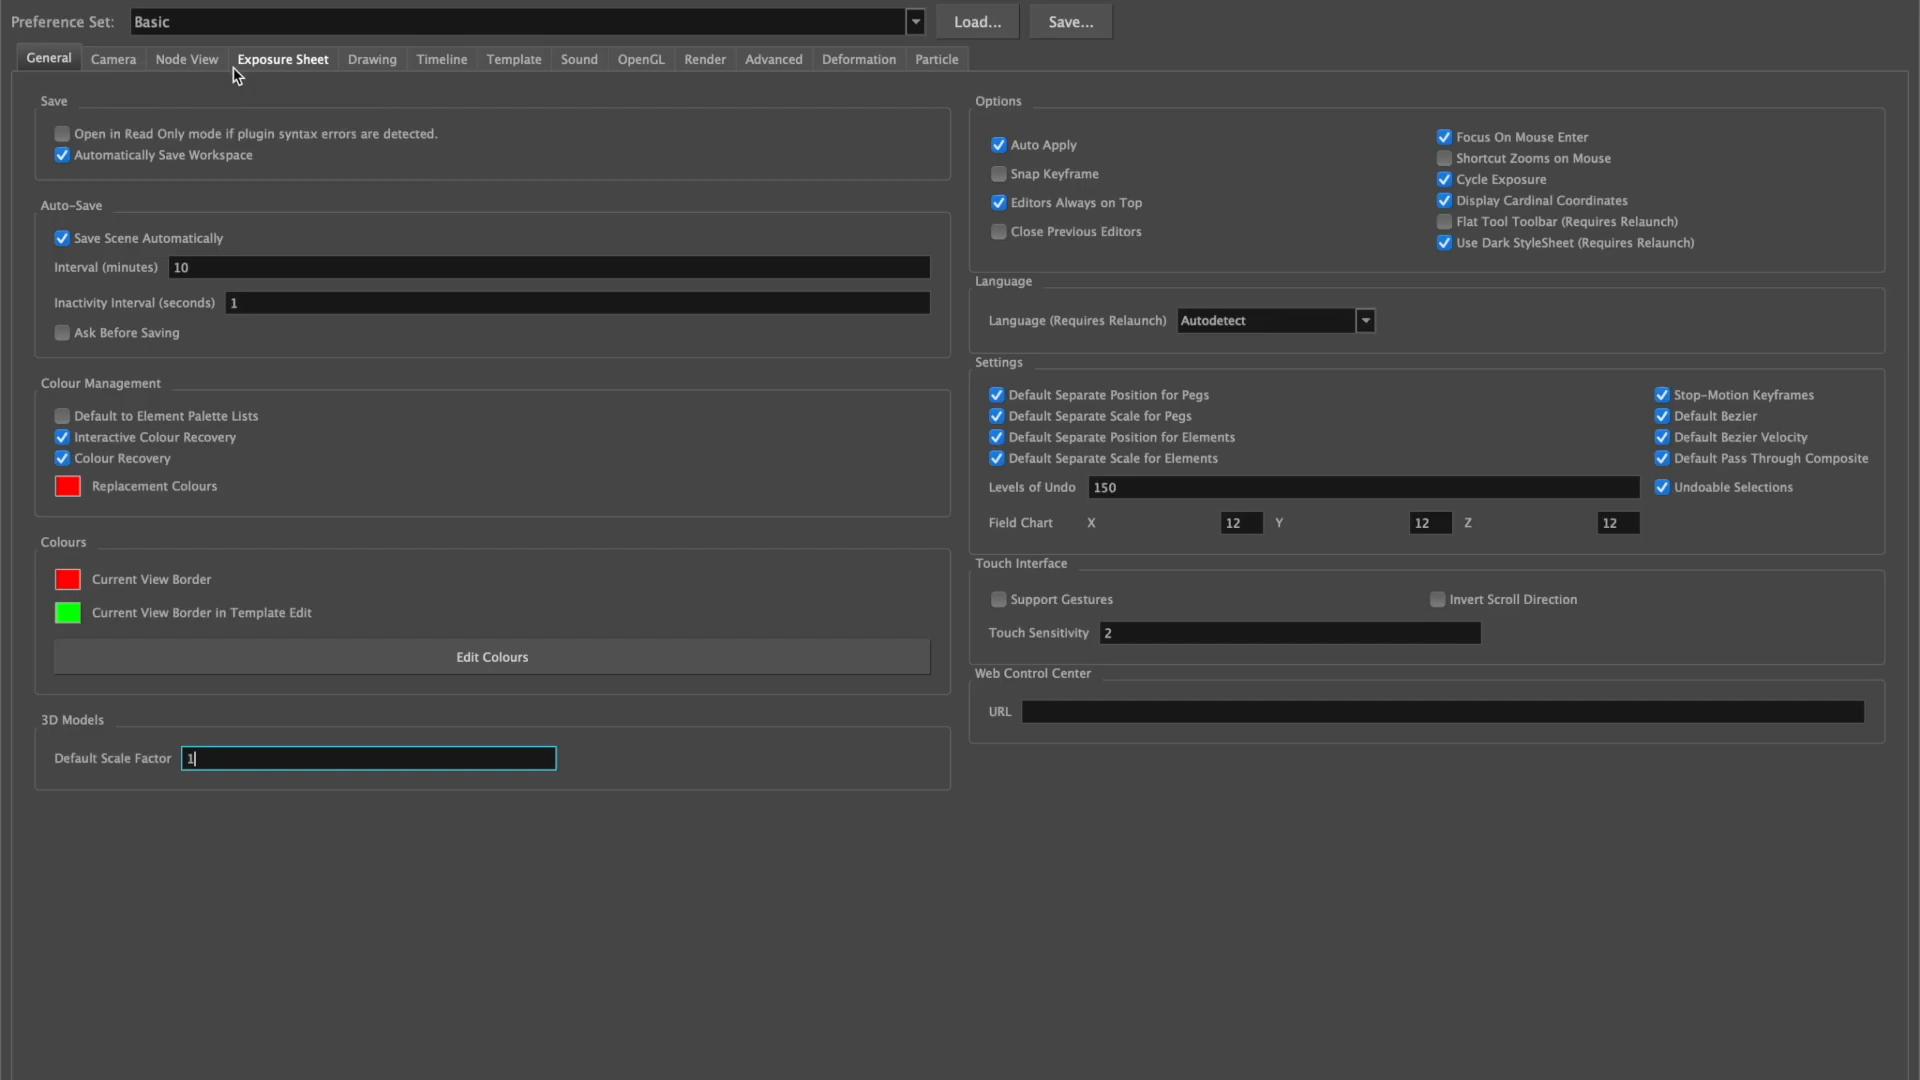 Preference Set: Basic Load... Save...
General Camera Node View Exposure Sheet Drawing Timeline Template Sound OpenGL Render Advanced Deformation Particle
Save
Open in Read Only mode if plugin syntax errors are detected.
Automatically Save Workspace
Auto-Save
Save Scene Automatically
Interval (minutes) 10
Inactivity Interval (seconds) 1
Ask Before Saving
Colour Management
Default to Element Palette Lists
Interactive Colour Recovery
Colour Recovery
Replacement Colours
Colours
Current View Border
Current View Border in Template Edit
Edit Colours
3D Models
Default Scale Factor 1
Options
Auto Apply
Snap Keyframe
Editors Always on Top
Close Previous Editors
Focus On Mouse Enter
Shortcut Zooms on Mouse
Cycle Exposure
Display Cardinal Coordinates
Flat Tool Toolbar (Requires Relaunch)
Use Dark StyleSheet (Requires Relaunch)
Language
Language (Requires Relaunch) Autodetect
Settings
Default Separate Position for Pegs
Default Separate Scale for Pegs
Default Separate Position for Elements
Default Separate Scale for Elements
Stop-Motion Keyframes
Default Bezier
Default Bezier Velocity
Default Pass Through Composite
Levels of Undo 150 Undoable Selections
Field Chart X 12 Y 12 Z 12
Touch Interface
Support Gestures Invert Scroll Direction
Touch Sensitivity 2
Web Control Center
URL